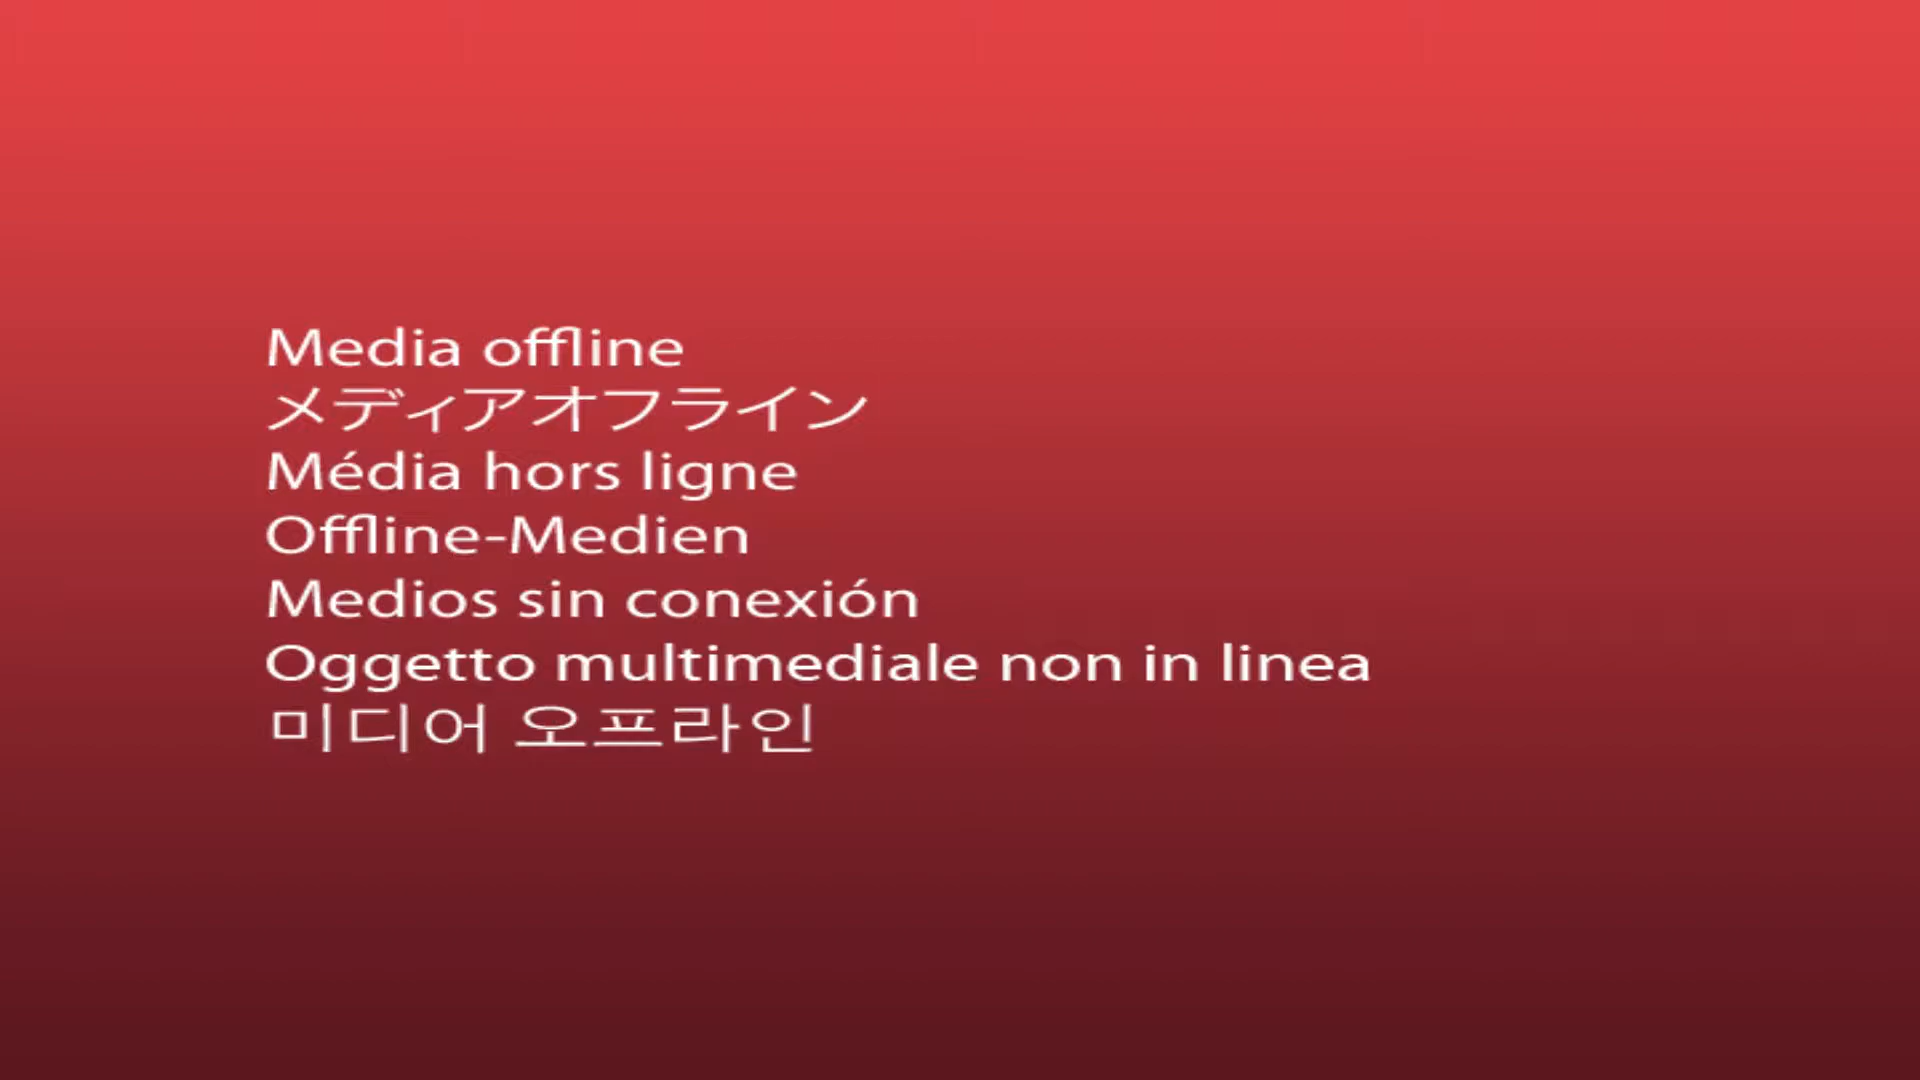 Media offline
メディアオフライン
Média hors ligne
Offline-Medien
Medios sin conexión
Oggetto multimediale non in linea
미디어 오프라인